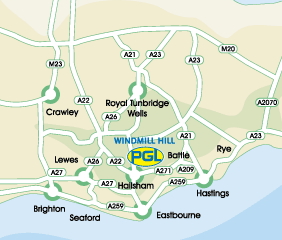 A21
A23
M20
M23
A22
A21
A2070
Crawley
Royal Tunbridge
Wells
A26
WINDMILL HILL
PGL
A21
A23
Battle
Rye
Lewes
A26
A22
A271
A27
A27
A209
Hailsham
A259
Hastings
Brighton
A259
Seaford
Eastbourne